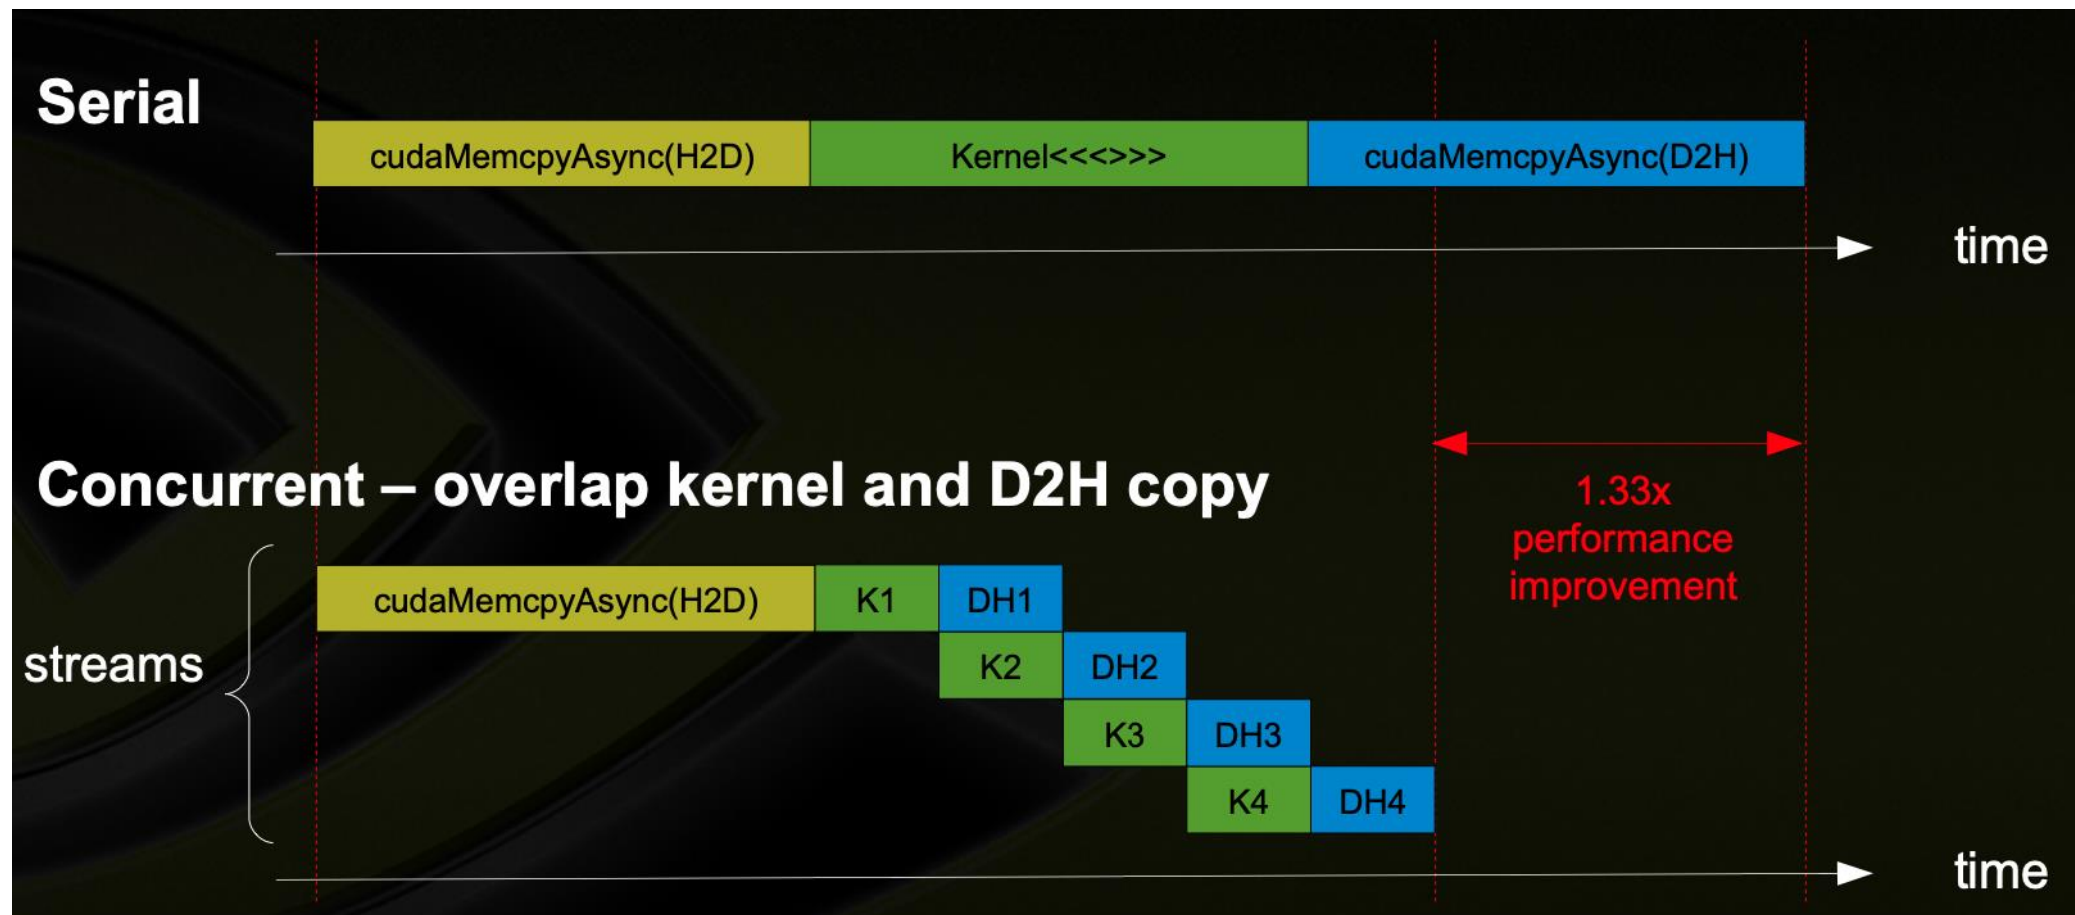 Serial
cudaMemcpyAsync(H2D)
Kernel<<<>>>
cudaMemcpyAsync(D2H)
time
Concurrent – overlap kernel and D2H copy
1.33x
performance
improvement
streams
cudaMemcpyAsync(H2D)
K1
DH1
K2
DH2
K3
DH3
K4
DH4
time